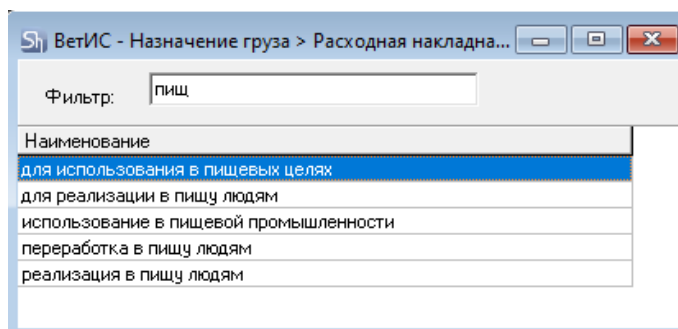 Sh ВетИС - Назначение груза > Расходная накладна...
Фильтр: пищ
Наименование
для использования в пищевых целях
для реализации в пищу людям
использование в пищевой промышленности
переработка в пищу людям
реализация в пищу людям